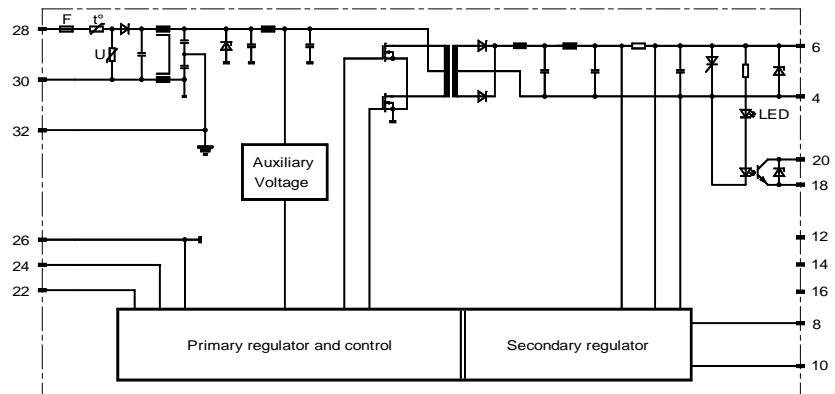 28
F
t°
U
30
32
Auxiliary
Voltage
26
24
22
Primary regulator and control
Secondary regulator
6
4
LED
20
18
12
14
16
8
10